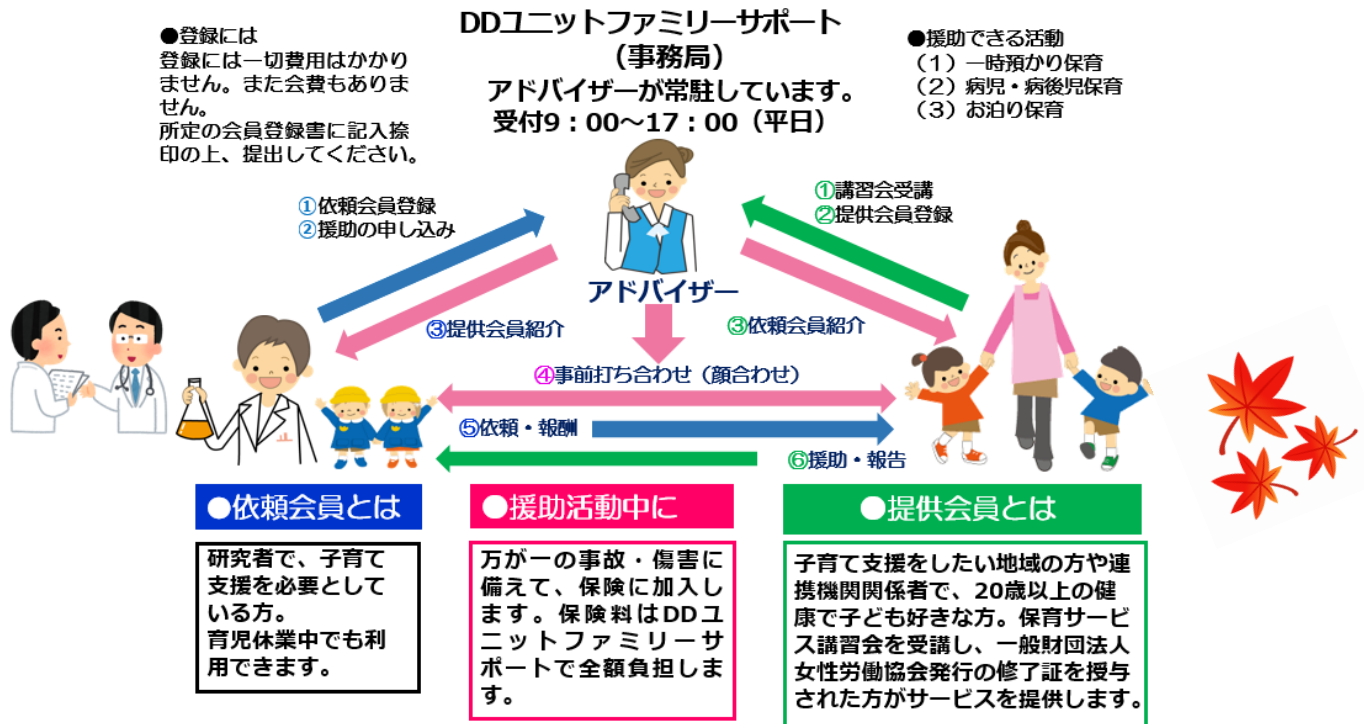 DDユニットファミリーサポート
（事務局）
アドバイザーが常駐しています。
受付9：00～17：00（平日）
●登録には
登録には一切費用はかかり
ません。また会費もありま
せん。
所定の会員登録書に記入捺
印の上、提出してください。
●援助できる活動
（1）一時預かり保育
（2）病児・病後児保育
（3）お泊り保育
①依頼会員登録
②援助の申し込み
①講習会受講
②提供会員登録
アドバイザー
③提供会員紹介
③依頼会員紹介
④事前打ち合わせ（顔合わせ）
⑤依頼・報酬
⑥援助・報告
●依頼会員とは
研究者で、子育て
支援を必要として
いる方。
育児休業中でも利
用できます。
●援助活動中に
万が一の事故・傷害に
備えて、保険に加入し
ます。保険料はDDユ
ニットファミリーサ
ポートで全額負担しま
す。
●提供会員とは
子育て支援をしたい地域の方や連
携機関関係者で、20歳以上の健
康で子ども好きな方。保育サービ
ス講習会を受講し、一般財団法人
女性労働協会発行の修了証を授与
された方がサービスを提供します。